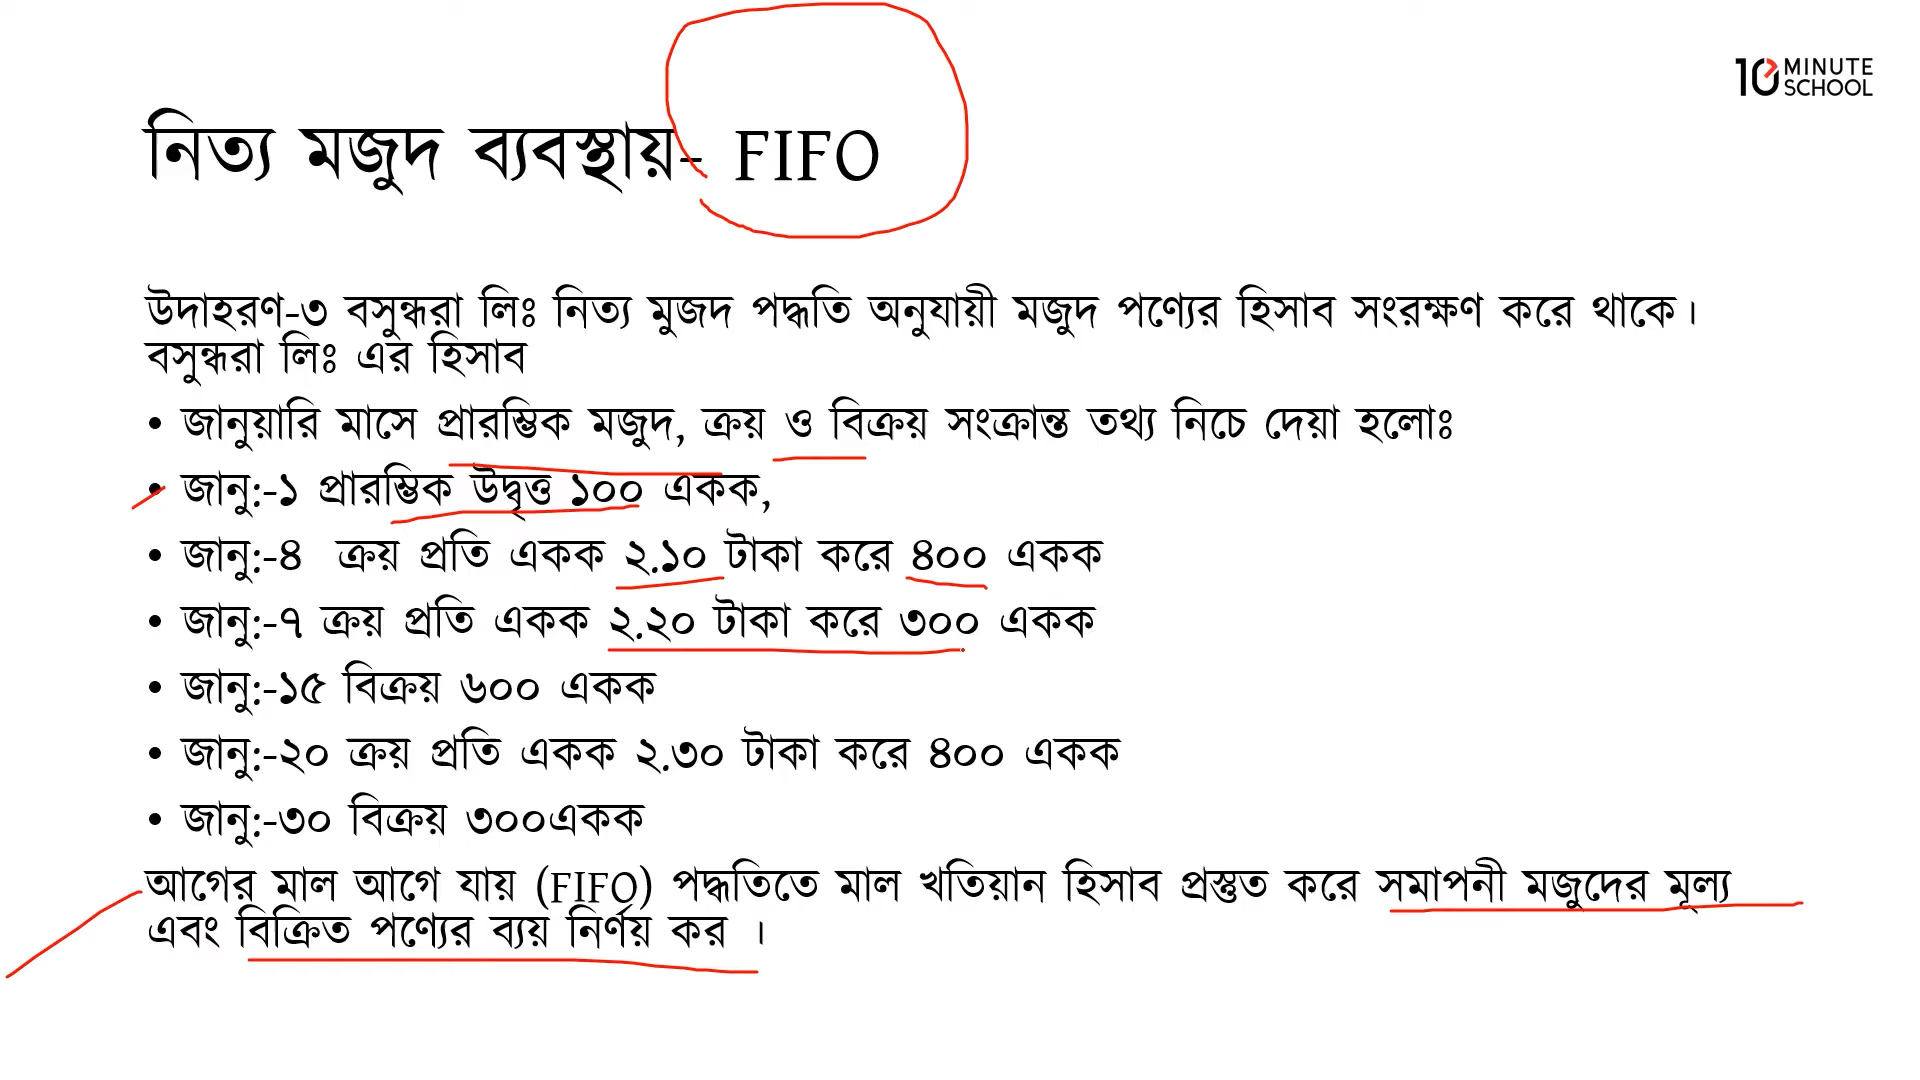 10 MINUTE SCHOOL
নিত্য মজুদ ব্যবস্থায়- FIFO
উদাহরণ-৩ বসুন্ধরা লিঃ নিত্য মুজদ পদ্ধতি অনুযায়ী মজুদ পণ্যের হিসাব সংরক্ষণ করে থাকে।
বসুন্ধরা লিঃ এর হিসাব
• জানুয়ারি মাসে প্রারম্ভিক মজুদ, ক্রয় ও বিক্রয় সংক্রান্ত তথ্য নিচে দেয়া হলোঃ
• জানু:-১ প্রারম্ভিক উদ্বৃত্ত ১০০ একক,
• জানু:-৪ ক্রয় প্রতি একক ২.১০ টাকা করে ৪০০ একক
• জানু:-৭ ক্রয় প্রতি একক ২.২০ টাকা করে ৩০০ একক
• জানু:-১৫ বিক্রয় ৬০০ একক
• জানু:-২০ ক্রয় প্রতি একক ২.৩০ টাকা করে ৪০০ একক
• জানু:-৩০ বিক্রয় ৩০০একক
আগের মাল আগে যায় (FIFO) পদ্ধতিতে মাল খতিয়ান হিসাব প্রস্তুত করে সমাপনী মজুদের মূল্য
এবং বিক্রিত পণ্যের ব্যয় নির্ণয় কর ।